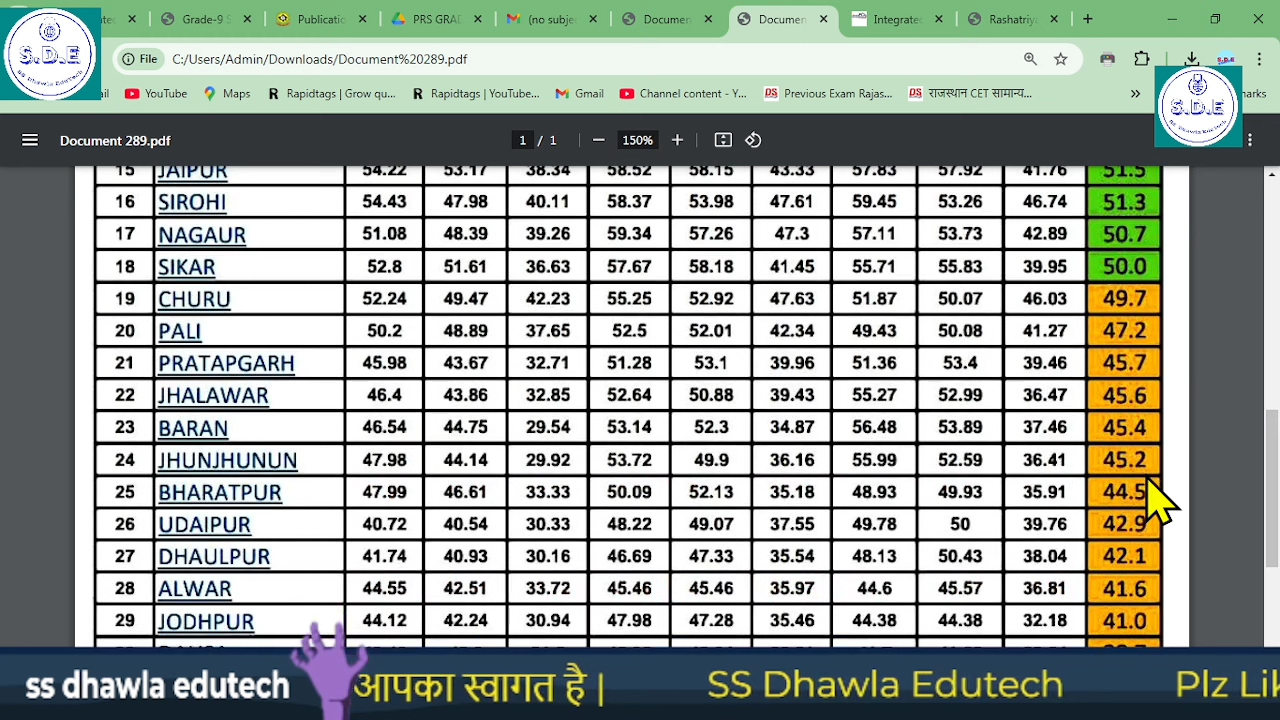 Grade-9 S
Publicatio
PRS GRAD
(no subje
Documen
Documen
Integrated
Rashatriya
File C:/Users/Admin/Downloads/Document%20289.pdf
YouTube Maps Rapidtags | Grow qu... Rapidtags | YouTube... Gmail Channel content - Y... Previous Exam Rajas... राजस्थान CET सामान्य...
S.D.E
SS Dhawla EduTech
S.D.E
SS Dhawla EduTech
Document 289.pdf 1 / 1 150%
15 JAIPUR 54.22 53.17 38.34 58.52 58.15 43.33 57.83 57.92 41.76 51.5
16 SIROHI 54.43 47.98 40.11 58.37 53.98 47.61 59.45 53.26 46.74 51.3
17 NAGAUR 51.08 48.39 39.26 59.34 57.26 47.3 57.11 53.73 42.89 50.7
18 SIKAR 52.8 51.61 36.63 57.67 58.18 41.45 55.71 55.83 39.95 50.0
19 CHURU 52.24 49.47 42.23 55.25 52.92 47.63 51.87 50.07 46.03 49.7
20 PALI 50.2 48.89 37.65 52.5 52.01 42.34 49.43 50.08 41.27 47.2
21 PRATAPGARH 45.98 43.67 32.71 51.28 53.1 39.96 51.36 53.4 39.46 45.7
22 JHALAWAR 46.4 43.86 32.85 52.64 50.88 39.43 55.27 52.99 36.47 45.6
23 BARAN 46.54 44.75 29.54 53.14 52.3 34.87 56.48 53.89 37.46 45.4
24 JHUNJHUNUN 47.98 44.14 29.92 53.72 49.9 36.16 55.99 52.59 36.41 45.2
25 BHARATPUR 47.99 46.61 33.33 50.09 52.13 35.18 48.93 49.93 35.91 44.5
26 UDAIPUR 40.72 40.54 30.33 48.22 49.07 37.55 49.78 50 39.76 42.9
27 DHAULPUR 41.74 40.93 30.16 46.69 47.33 35.54 48.13 50.43 38.04 42.1
28 ALWAR 44.55 42.51 33.72 45.46 45.46 35.97 44.6 45.57 36.81 41.6
29 JODHPUR 44.12 42.24 30.94 47.98 47.28 35.46 44.38 44.38 32.18 41.0
ss dhawla edutech आपका स्वागत है | SS Dhawla Edutech Plz Lik